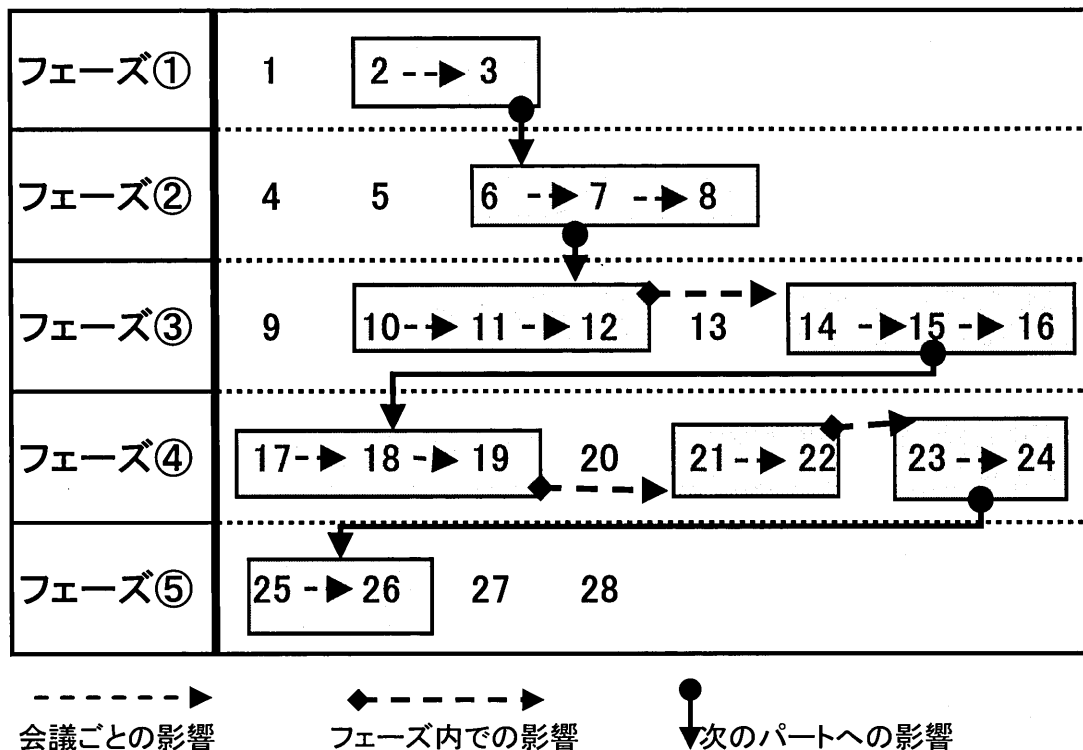 フェーズ① 1 2 3
フェーズ② 4 5 6 7 8
フェーズ③ 9 10 11 12 13 14 15 16
フェーズ④ 17 18 19 20 21 22 23 24
フェーズ⑤ 25 26 27 28
会議ごとの影響 フェーズ内での影響 次のパートへの影響